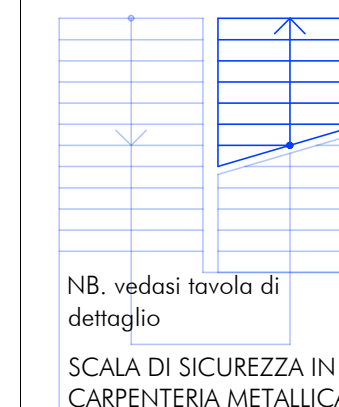 NB. vedasi tavola di
dettaglio
SCALA DI SICUREZZA IN
CARPENTERIA METALLICA